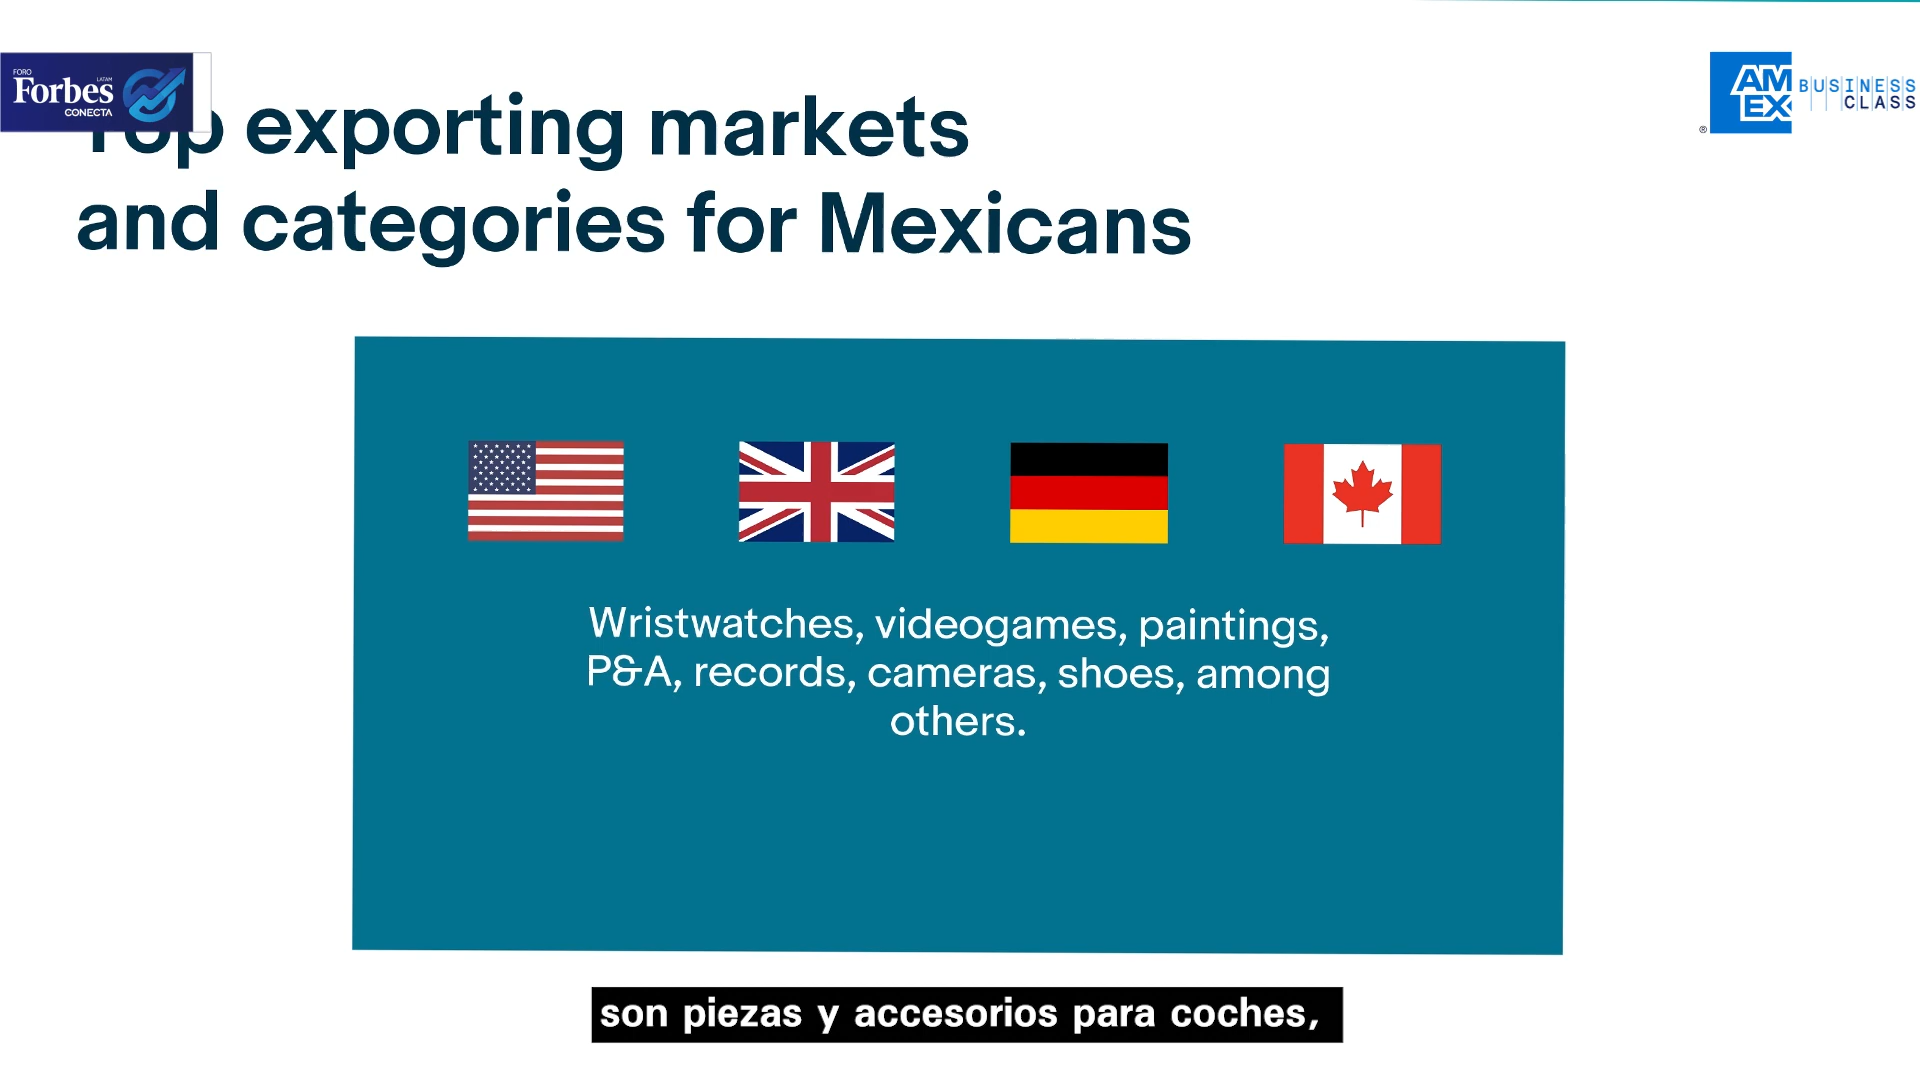 FORO
Forbes
LATAM
CONECTA
AM
EX
BUSINESS
CLASS
®
Top exporting markets
and categories for Mexicans
Wristwatches, videogames, paintings,
P&A, records, cameras, shoes, among
others.
son piezas y accesorios para coches,